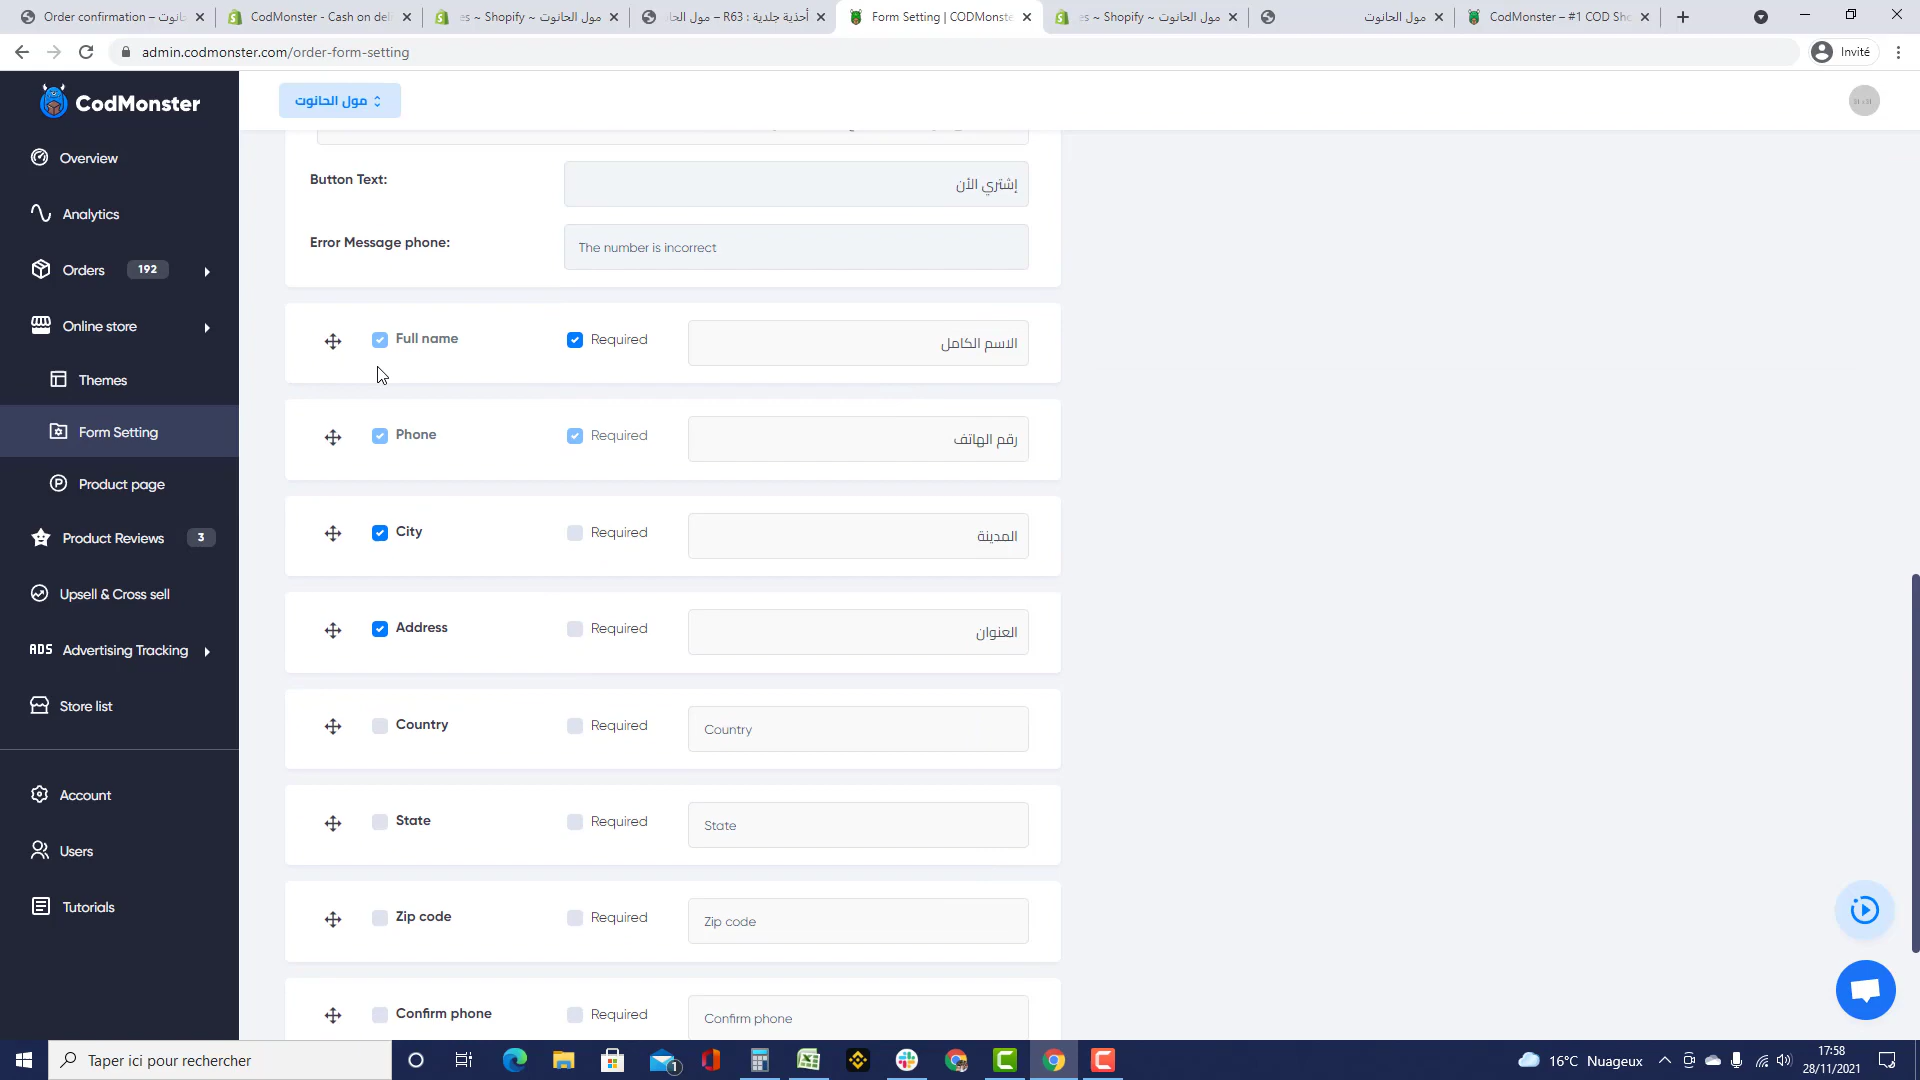 Order confirmation – مول الحانوت
CodMonster - Cash on deli
مول الحانوت ~ Shopify ~
أحذية جلدية : R63 – مول الحا
Form Setting | CODMonste
مول الحانوت ~ Shopify ~
مول الحانوت
CodMonster – #1 COD Sho
admin.codmonster.com/order-form-setting
Invité
CodMonster
مول الحانوت
Overview
Analytics
Orders 192
Online store
Themes
Form Setting
Product page
Product Reviews 3
Upsell & Cross sell
ADS Advertising Tracking
Store list
Account
Users
Tutorials
Button Text: إشتري الأن
Error Message phone: The number is incorrect
Full name Required الاسم الكامل
Phone Required رقم الهاتف
City Required المدينة
Address Required العنوان
Country Required Country
State Required State
Zip code Required Zip code
Confirm phone Required Confirm phone
Taper ici pour rechercher
1
16°C Nuageux
17:58
28/11/2021